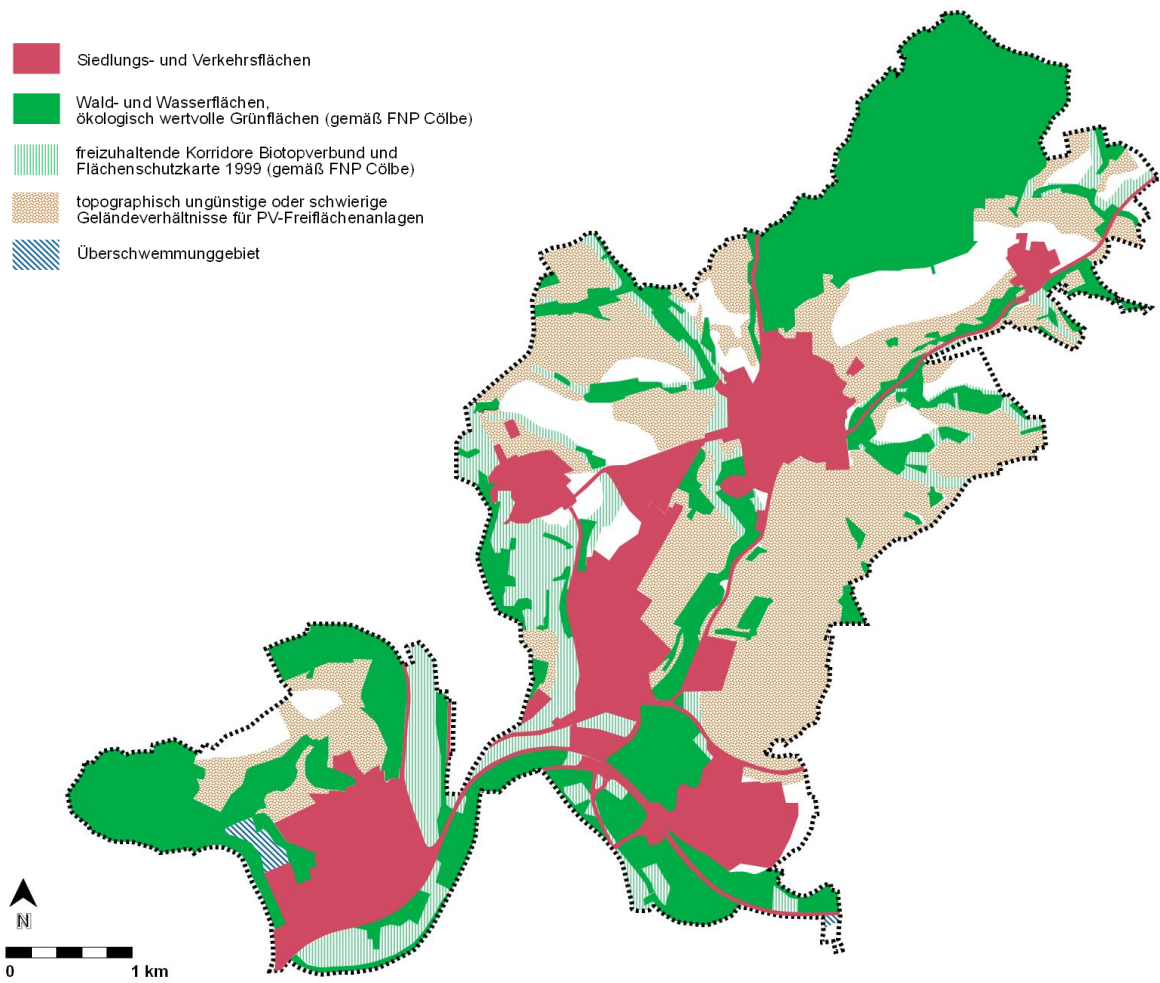 Siedlungs- und Verkehrsflächen
Wald- und Wasserflächen,
ökologisch wertvolle Grünflächen (gemäß FNP Cölbe)
freizuhaltende Korridore Biotopverbund und
Flächenschutzkarte 1999 (gemäß FNP Cölbe)
topographisch ungünstige oder schwierige
Geländeverhältnisse für PV-Freiflächenanlagen
Überschwemmunggebiet
N
0 1 km